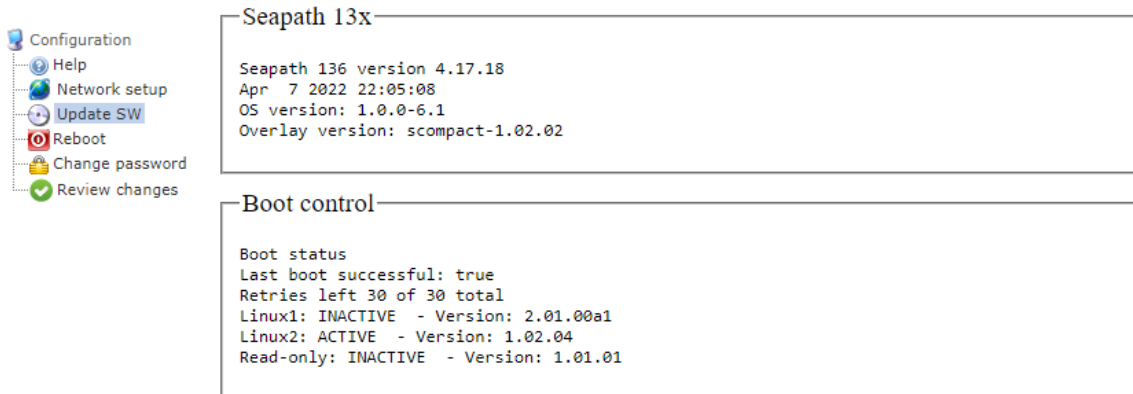 Configuration
Help
Network setup
Update SW
Reboot
Change password
Review changes
Seapath 13x
Seapath 136 version 4.17.18
Apr  7 2022 22:05:08
OS version: 1.0.0-6.1
Overlay version: scompact-1.02.02
Boot control
Boot status
Last boot successful: true
Retries left 30 of 30 total
Linux1: INACTIVE  - Version: 2.01.00a1
Linux2: ACTIVE  - Version: 1.02.04
Read-only: INACTIVE  - Version: 1.01.01